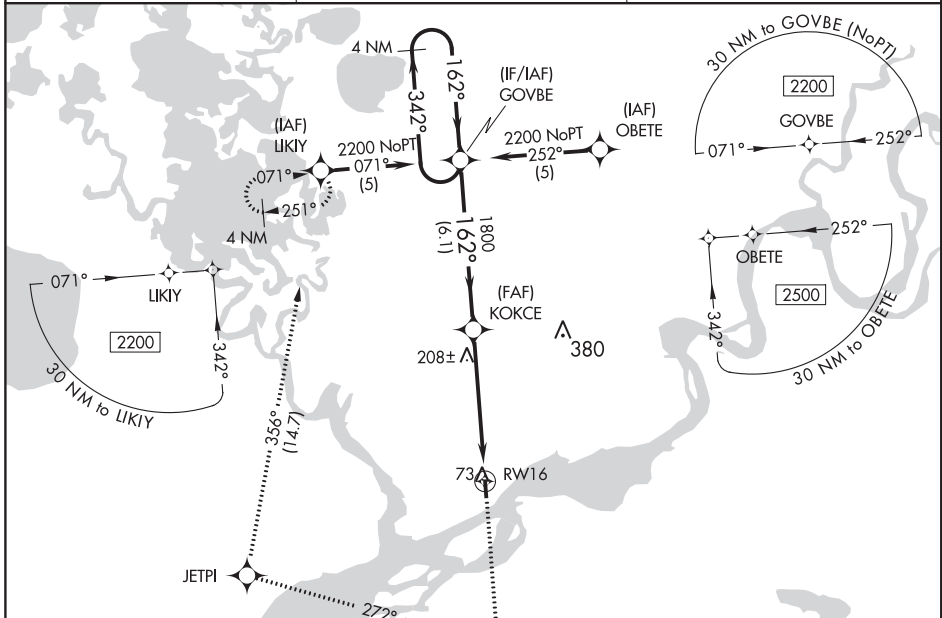 30 NM to GOVBE (NoPT)
2200
GOVBE
071°
252°
4 NM
162°
342°
(IF/IAF)
GOVBE
(IAF)
OBETE
(IAF)
LIKIY
2200 NoPT
071°
(5)
2200 NoPT
252°
(5)
071°
251°
4 NM
1800
162°
(6.1)
252°
OBETE
2500
342°
30 NM to OBETE
071°
LIKIY
2200
342°
30 NM to LIKIY
(FAF)
KOKCE
380
208±
356°
(14.7)
73
RW16
JETPI
272°